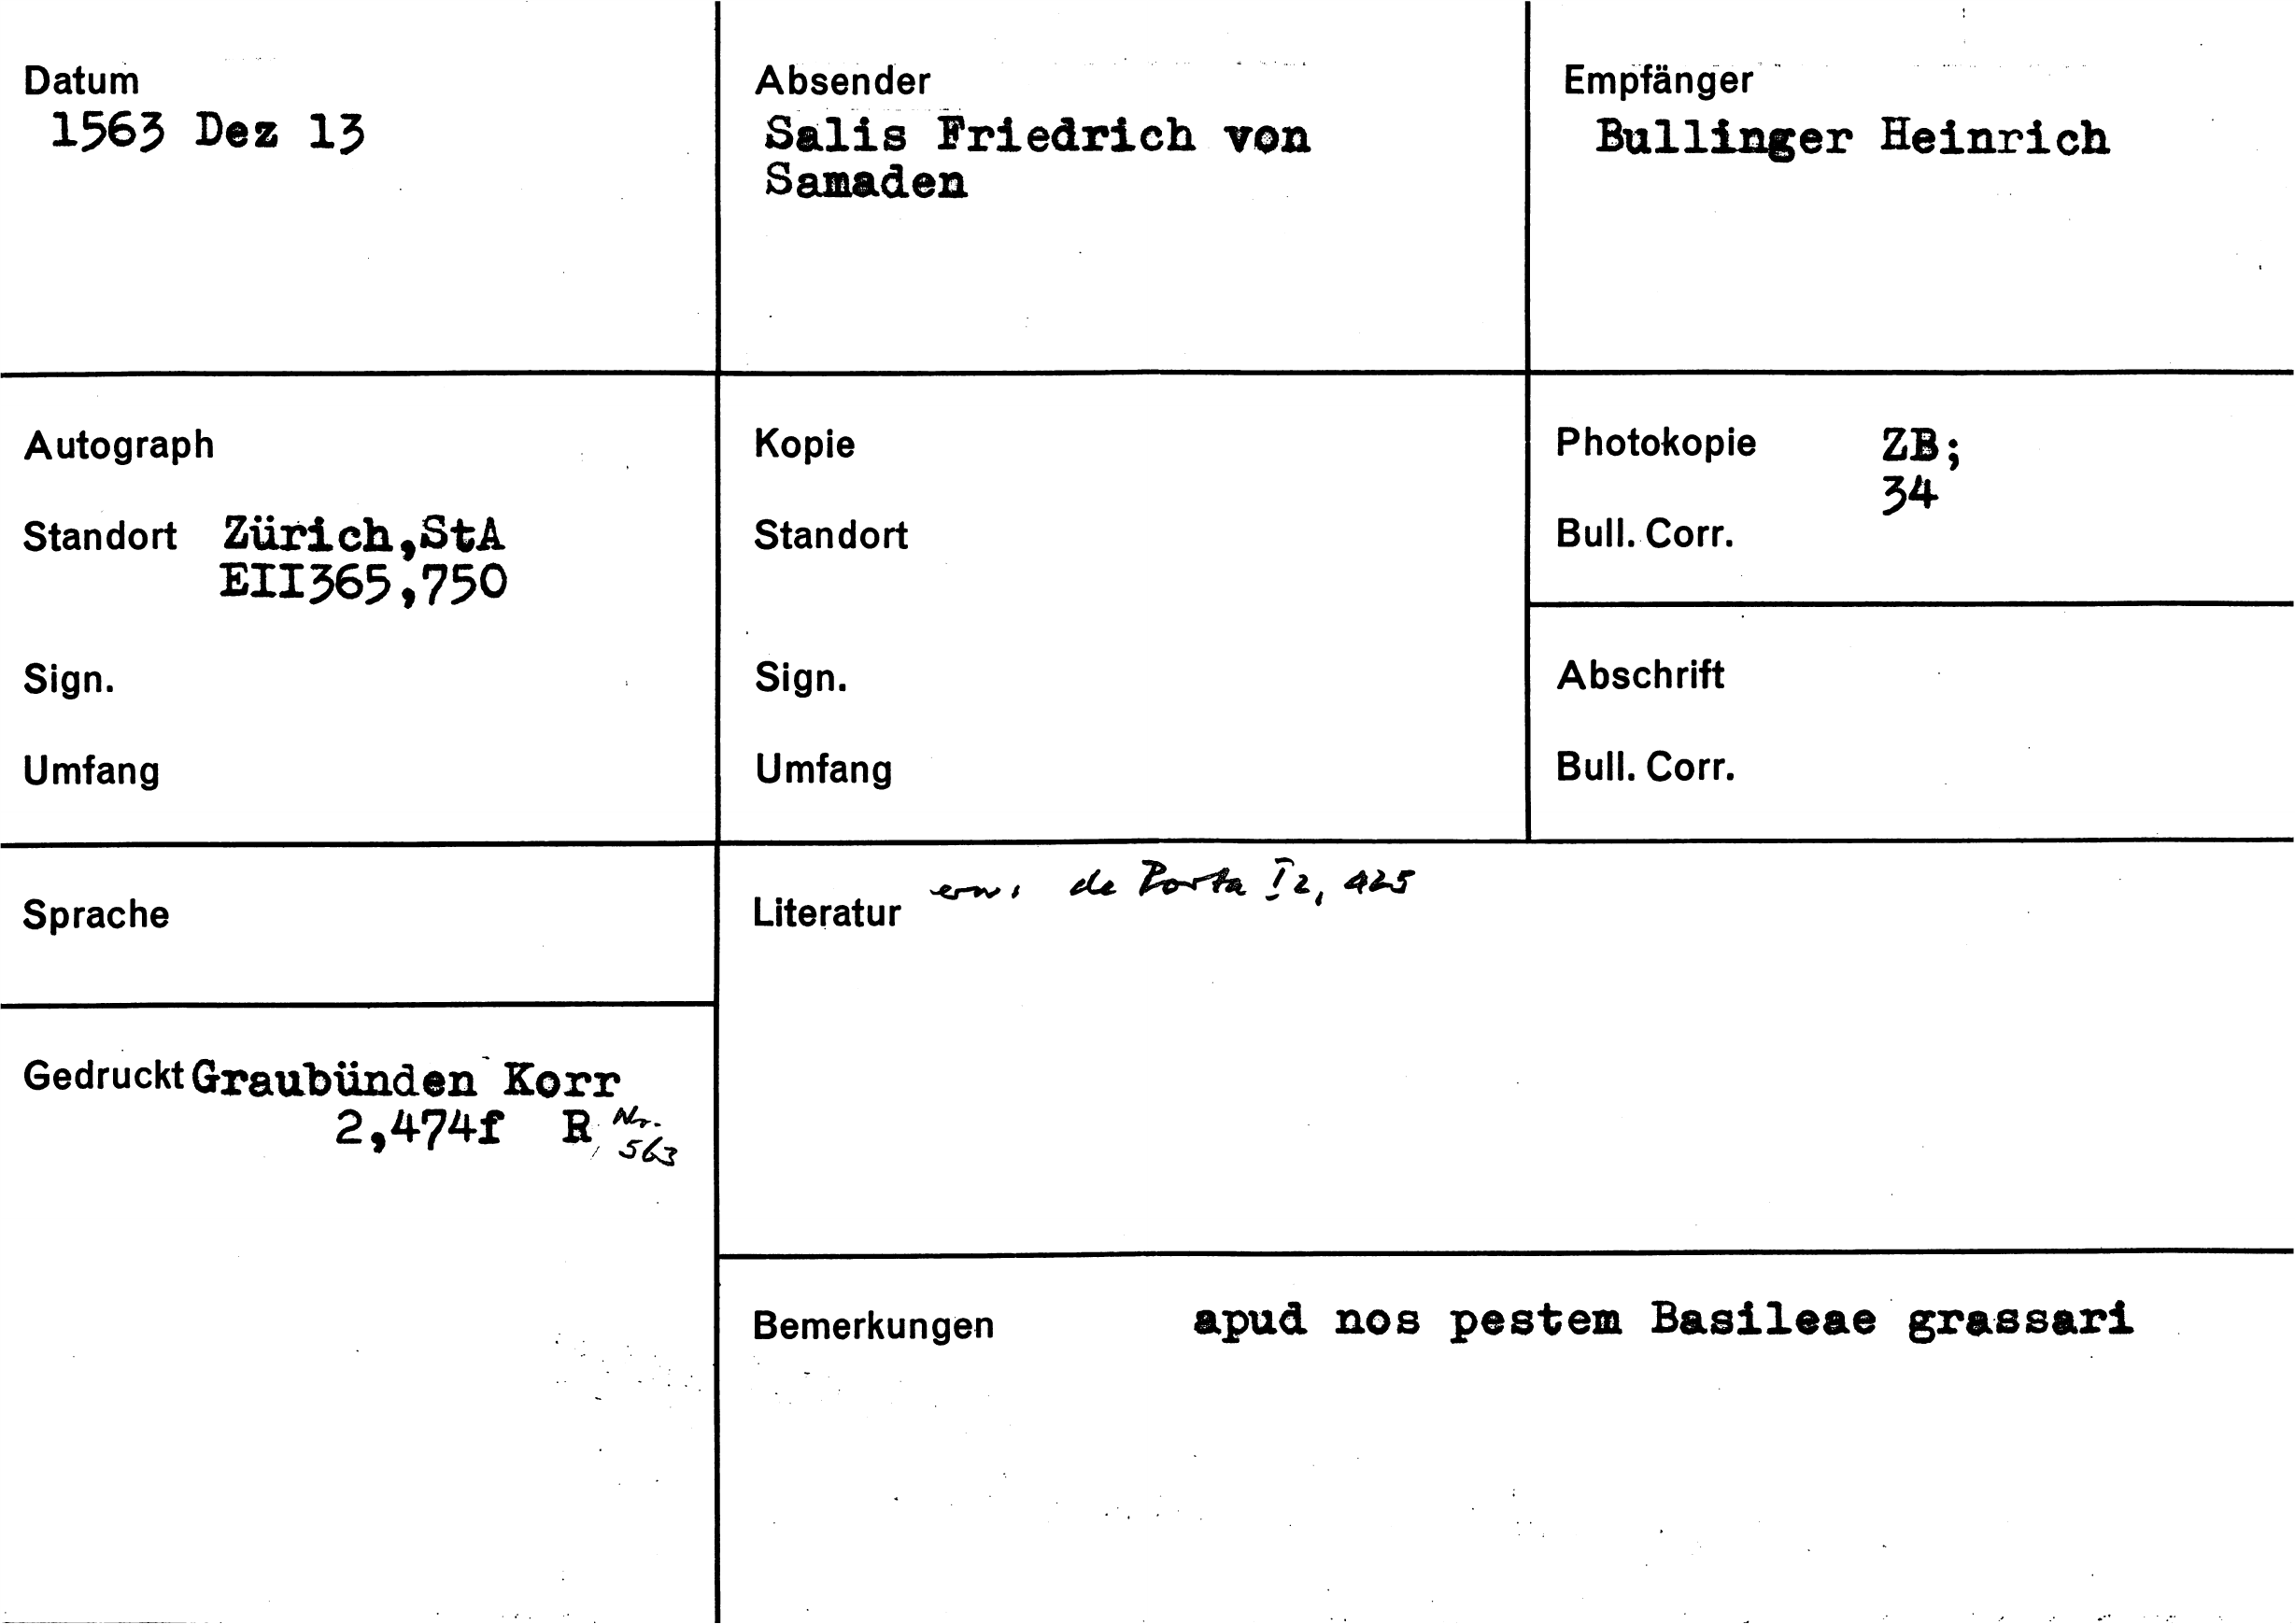 Datum
1563 Dez 13
Absender
Salis Friedrich von
Samaden
Empfänger
Bullinger Heinrich
Autograph
Standort Zürich,StA
EII365,750
Sign.
Umfang
Kopie
Standort
Sign.
Umfang
Photokopie ZB;
34
Bull. Corr.
Abschrift
Bull. Corr.
Sprache
Literatur erw: de Porta I 2, 425
Gedruckt Graubünden Korr
2,474f R Nr.
563
Bemerkungen apud nos pestem Basileae grassari